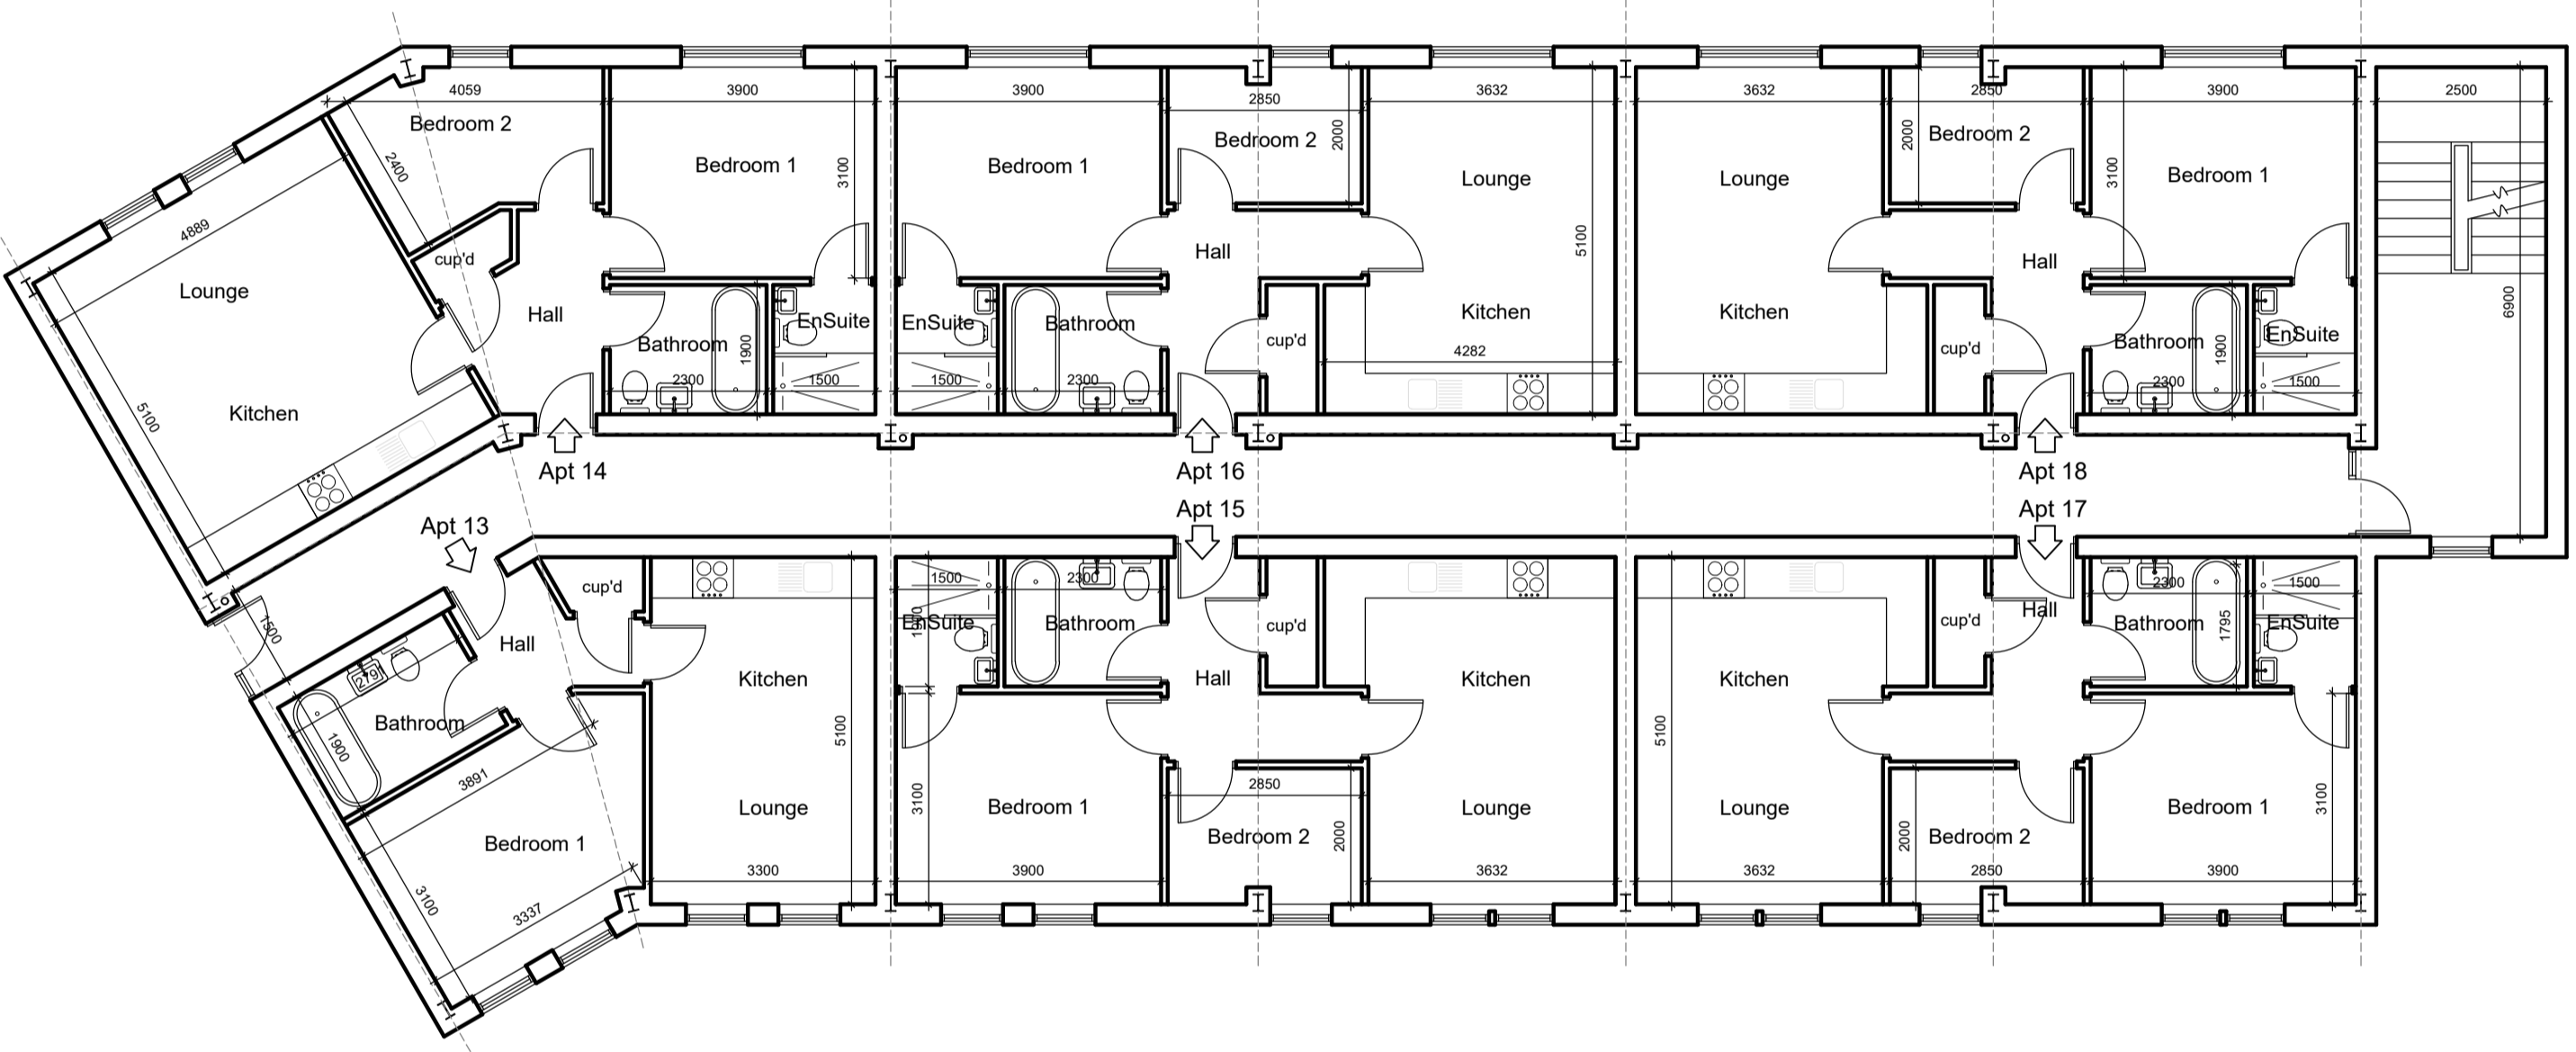 4059
3900
3900
2850
3632
3632
2850
3900
2500
Bedroom 2
2400
Bedroom 1
3100
Bedroom 1
Bedroom 2
2000
Lounge
5100
Lounge
2000
Bedroom 2
3100
Bedroom 1
6900
4889
Lounge
cup'd
Hall
Hall
Hall
5100
Kitchen
Bathroom
1900
EnSuite
EnSuite
Bathroom
cup'd
Kitchen
4282
Kitchen
cup'd
Bathroom
1900
EnSuite
2300
1500
1500
2300
2300
1500
Apt 14
Apt 16
Apt 18
Apt 13
Apt 15
Apt 17
1500
cup'd
Hall
1500
2300
EnSuite
Bathroom
cup'd
cup'd
Hall
2300
1500
Bathroom
1795
EnSuite
Bathroom
1900
3891
Kitchen
5100
Hall
Kitchen
Kitchen
5100
Bedroom 1
3100
3337
Lounge
3300
3100
Bedroom 1
3900
2850
Bedroom 2
2000
Lounge
3632
Lounge
3632
2000
Bedroom 2
2850
Bedroom 1
3900
3100